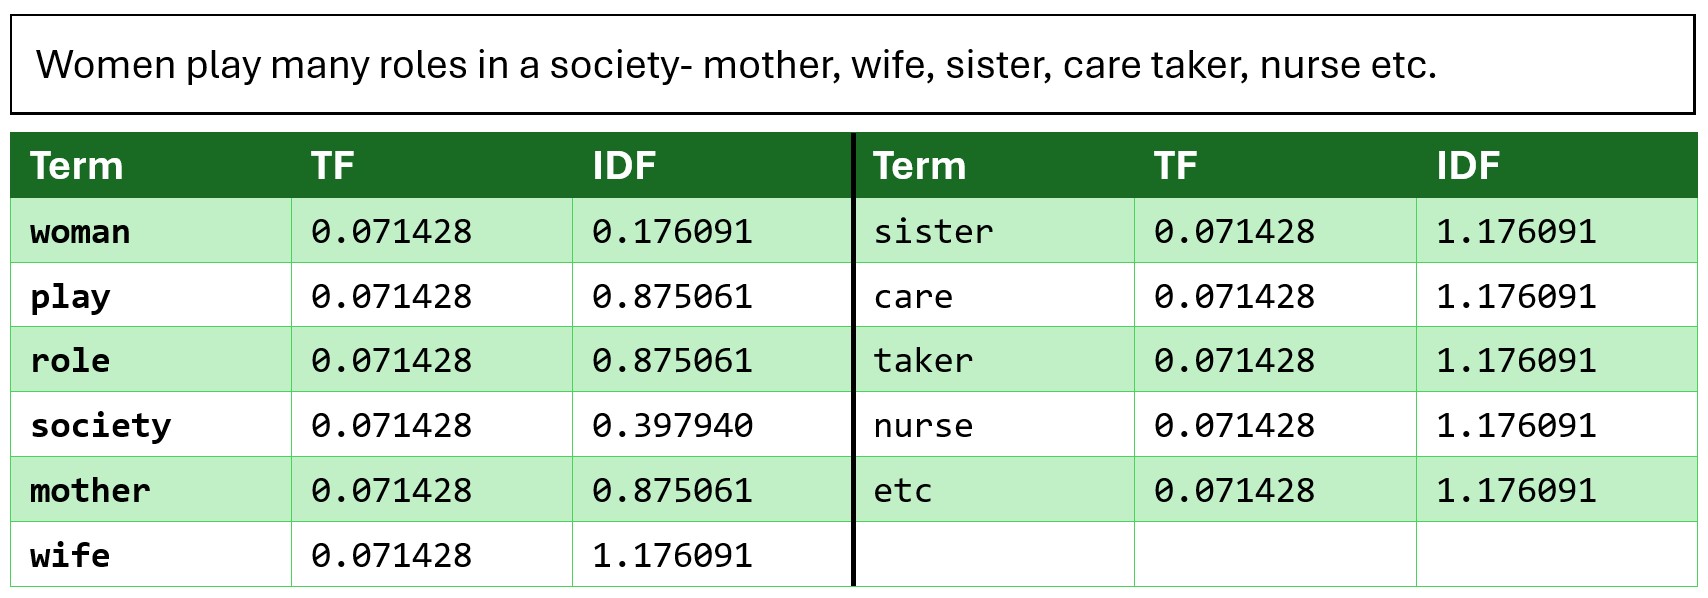 Women play many roles in a society- mother, wife, sister, care taker, nurse etc.
Term TF IDF Term TF IDF
woman 0.071428 0.176091 sister 0.071428 1.176091
play 0.071428 0.875061 care 0.071428 1.176091
role 0.071428 0.875061 taker 0.071428 1.176091
society 0.071428 0.397940 nurse 0.071428 1.176091
mother 0.071428 0.875061 etc 0.071428 1.176091
wife 0.071428 1.176091